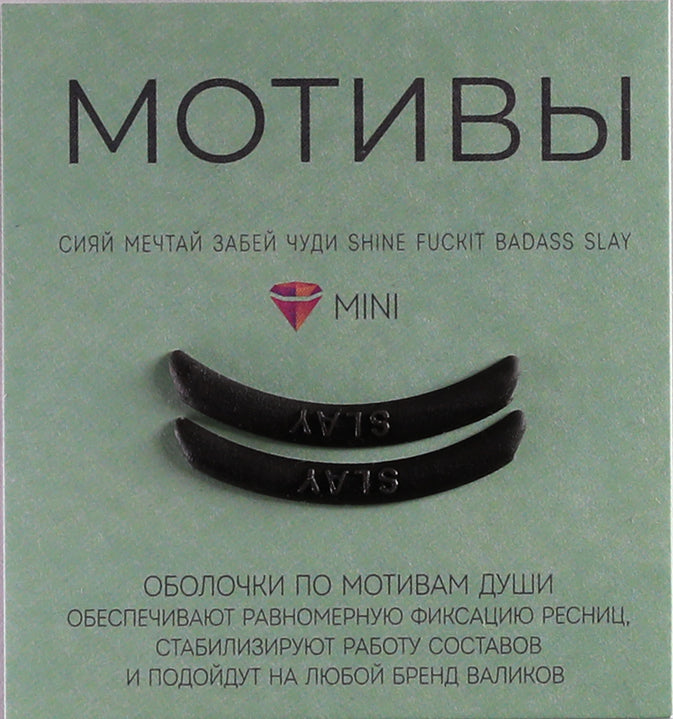 МОТИВЫ
СИЯЙ МЕЧТАЙ ЗАБЕЙ ЧУДИ SHINE FUCKIT BADASS SLAY
MINI
SLAY
SLAY
ОБОЛОЧКИ ПО МОТИВАМ ДУШИ
ОБЕСПЕЧИВАЮТ РАВНОМЕРНУЮ ФИКСАЦИЮ РЕСНИЦ,
СТАБИЛИЗИРУЮТ РАБОТУ СОСТАВОВ
И ПОДОЙДУТ НА ЛЮБОЙ БРЕНД ВАЛИКОВ